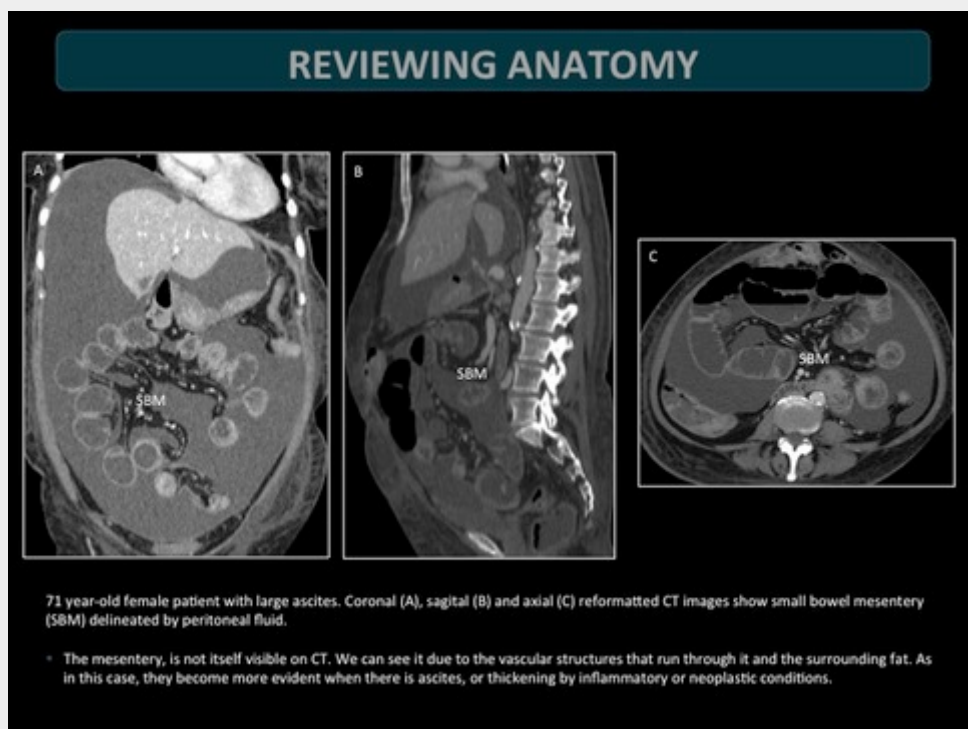 REVIEWING ANATOMY
A
B
C
SBM
SBM
SBM
71 year-old female patient with large ascites. Coronal (A), sagital (B) and axial (C) reformatted CT images show small bowel mesentery
(SBM) delineated by peritoneal fluid.
• The mesentery, is not itself visible on CT. We can see it due to the vascular structures that run through it and the surrounding fat. As
in this case, they become more evident when there is ascites, or thickening by inflammatory or neoplastic conditions.